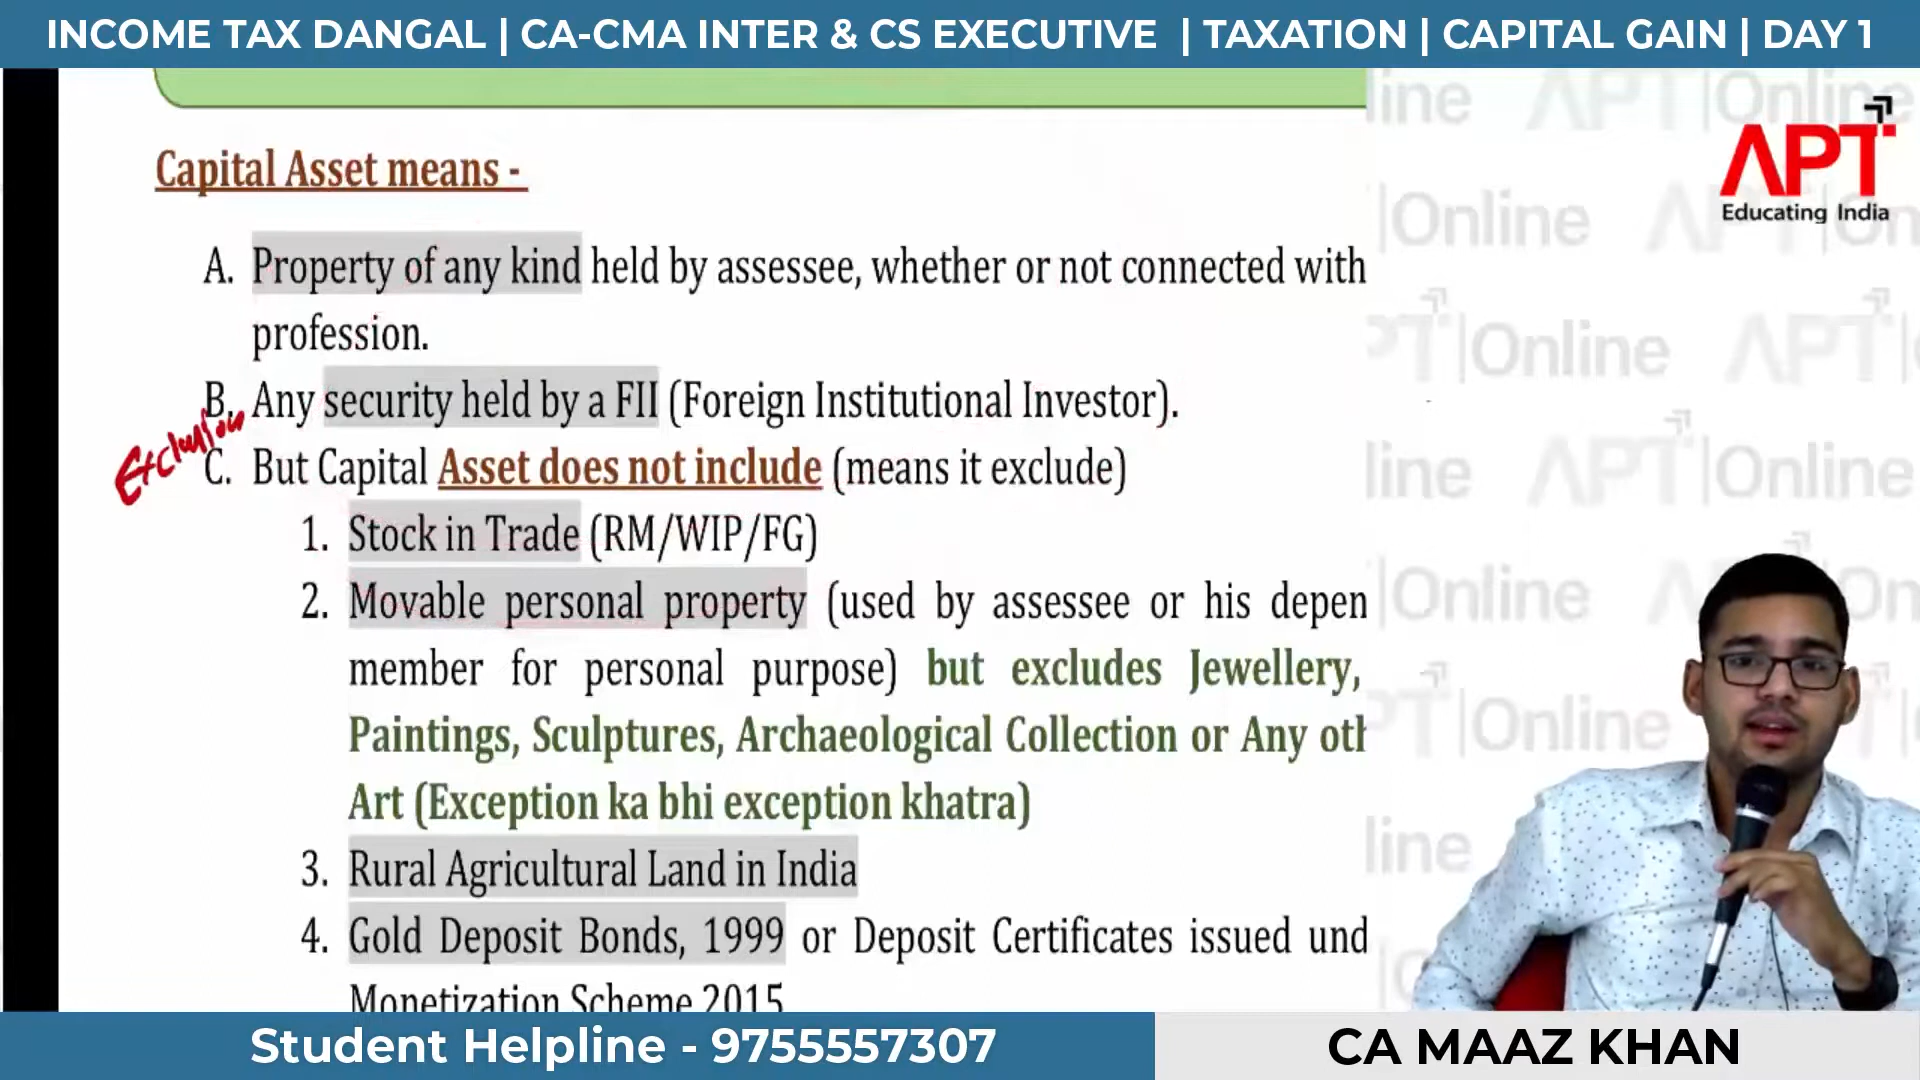 INCOME TAX DANGAL | CA-CMA INTER & CS EXECUTIVE | TAXATION | CAPITAL GAIN | DAY 1
APT
Educating India
Capital Asset means -
A. Property of any kind held by assessee, whether or not connected with
profession.
B. Any security held by a FII (Foreign Institutional Investor).
Exclusion
C. But Capital Asset does not include (means it exclude)
1. Stock in Trade (RM/WIP/FG)
2. Movable personal property (used by assessee or his depen
member for personal purpose) but excludes Jewellery,
Paintings, Sculptures, Archaeological Collection or Any oth
Art (Exception ka bhi exception khatra)
3. Rural Agricultural Land in India
4. Gold Deposit Bonds, 1999 or Deposit Certificates issued und
Monetization Scheme 2015
Student Helpline - 9755557307
CA MAAZ KHAN